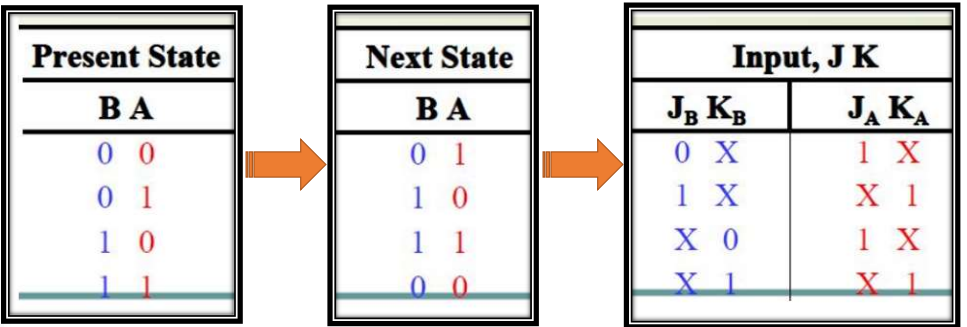 Present State
B A
0 0
0 1
1 0
1 1
Next State
B A
0 1
1 0
1 1
0 0
Input, J K
J_B K_B J_A K_A
0 X 1 X
1 X X 1
X 0 1 X
X 1 X 1